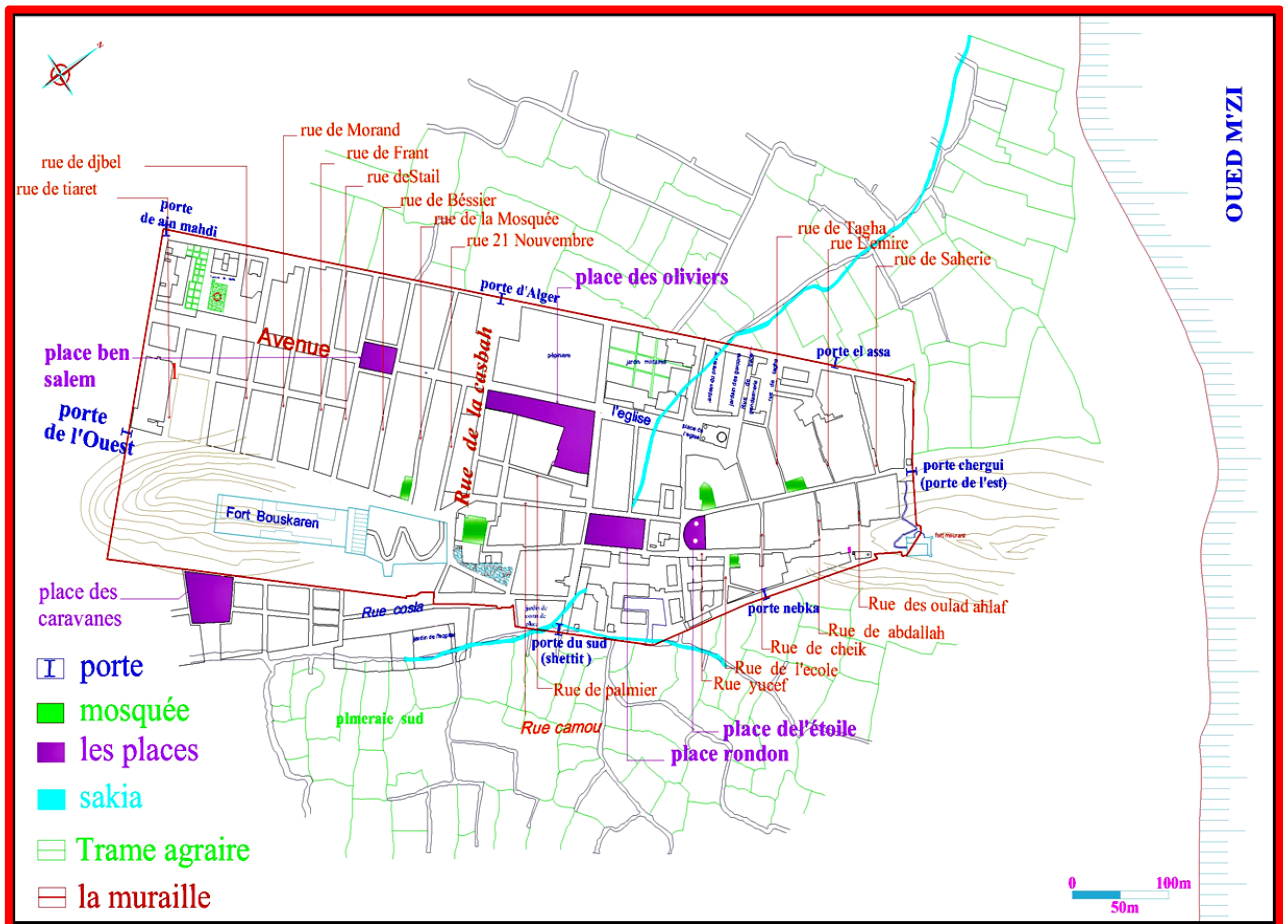 N
OUED M'ZI
rue de Morand
rue de djbel
rue de Frant
rue deStail
rue de tiaret
rue de Béssier
porte
de ain mahdi
rue de la Mosquée
rue 21 Nouvembre
rue de Tagha
rue L'emire
rue de Saherie
place des oliviers
porte d'Alger
Avenue
place ben
salem
porte
de l'Ouest
Rue de la casbah
l'eglise
place de
l'eglise
porte el assa
porte chergui
(porte de l'est)
Fort Bouskaren
place des
caravanes
Rue cosla
porte du sud
(shettit )
porte nebka
Rue des oulad ahlaf
Rue de abdallah
Rue de cheik
Rue de l'ecole
Rue yucef
Rue de palmier
Rue camou
place del'étoile
place rondon
plmeraie sud
porte
mosquée
les places
sakia
Trame agraire
la muraille
0 100m
50m